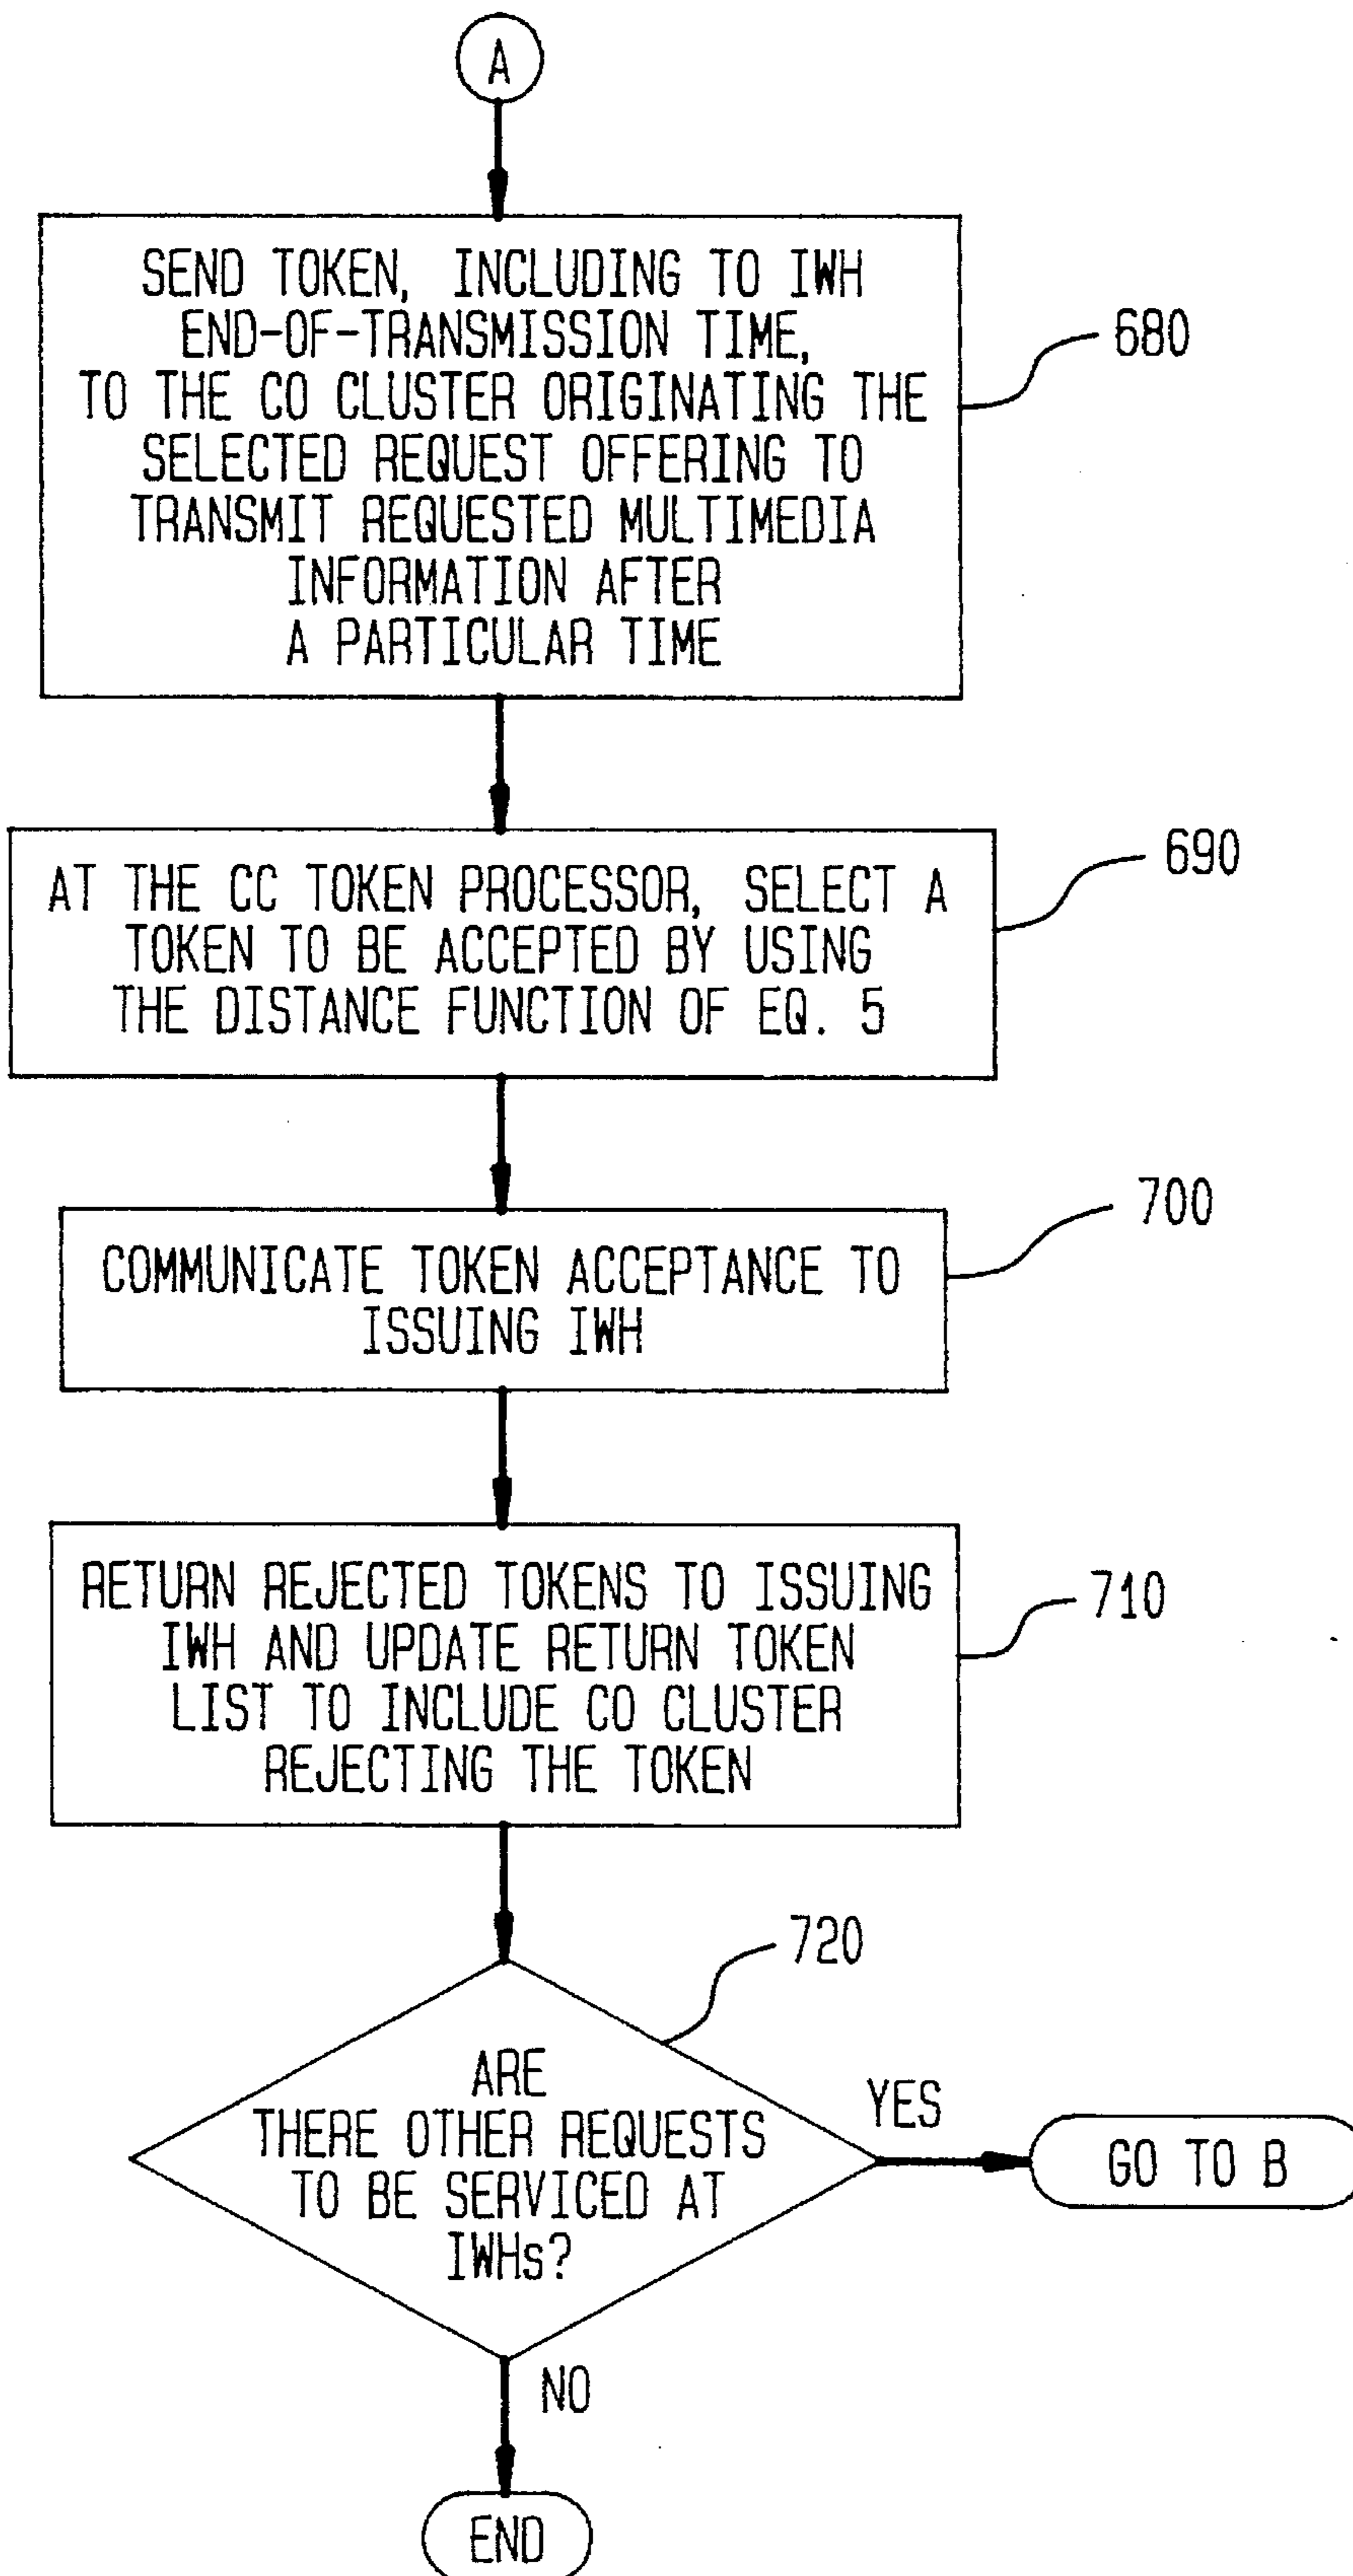 A
SEND TOKEN, INCLUDING TO IWH
END-OF-TRANSMISSION TIME,
TO THE CO CLUSTER ORIGINATING THE
SELECTED REQUEST OFFERING TO
TRANSMIT REQUESTED MULTIMEDIA
INFORMATION AFTER
A PARTICULAR TIME
680
AT THE CC TOKEN PROCESSOR, SELECT A
TOKEN TO BE ACCEPTED BY USING
THE DISTANCE FUNCTION OF EQ. 5
690
COMMUNICATE TOKEN ACCEPTANCE TO
ISSUING IWH
700
RETURN REJECTED TOKENS TO ISSUING
IWH AND UPDATE RETURN TOKEN
LIST TO INCLUDE CO CLUSTER
REJECTING THE TOKEN
710
720
ARE
THERE OTHER REQUESTS
TO BE SERVICED AT
IWHs?
YES
GO TO B
NO
END